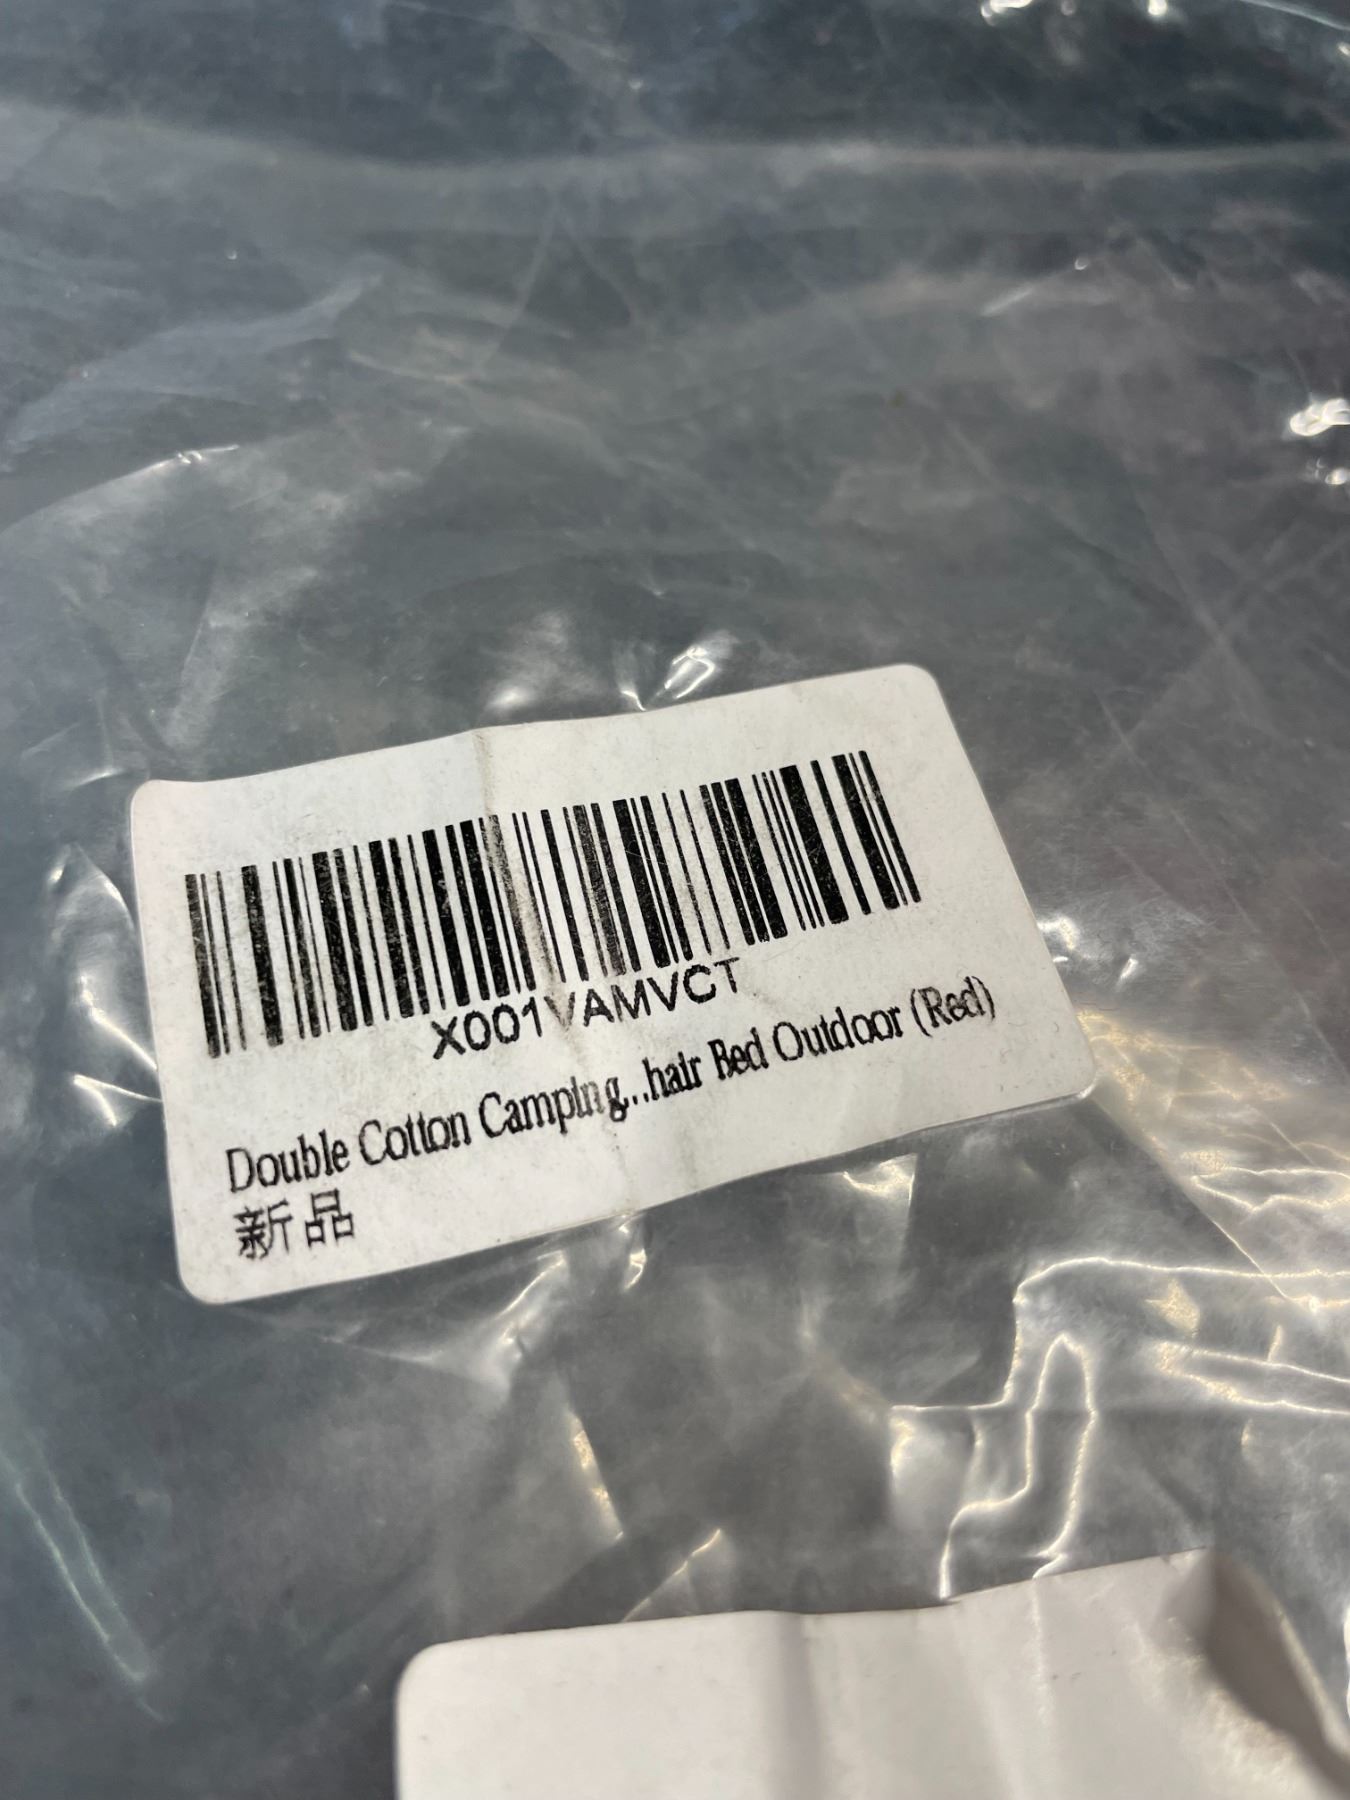 X001VAMVCT
Double Cotton Camping...hair Bed Outdoor (Red)
新品